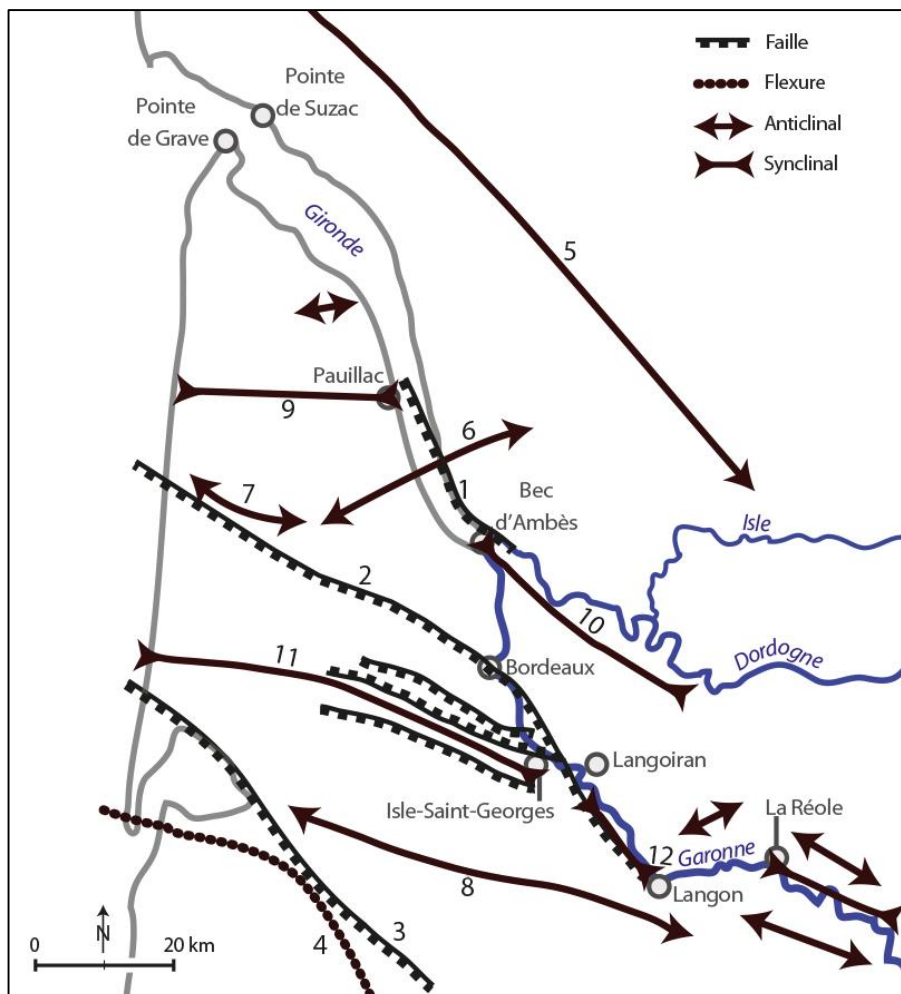 Faille
Flexure
Anticlinal
Synclinal
Pointe
de Suzac
Pointe
de Grave
Gironde
5
Pauillac
9
6
7
1
Bec
d'Ambès
Isle
2
10
Dordogne
11
Bordeaux
Langoiran
Isle-Saint-Georges
La Réole
12
Garonne
Langon
8
3
4
N
0
20 km